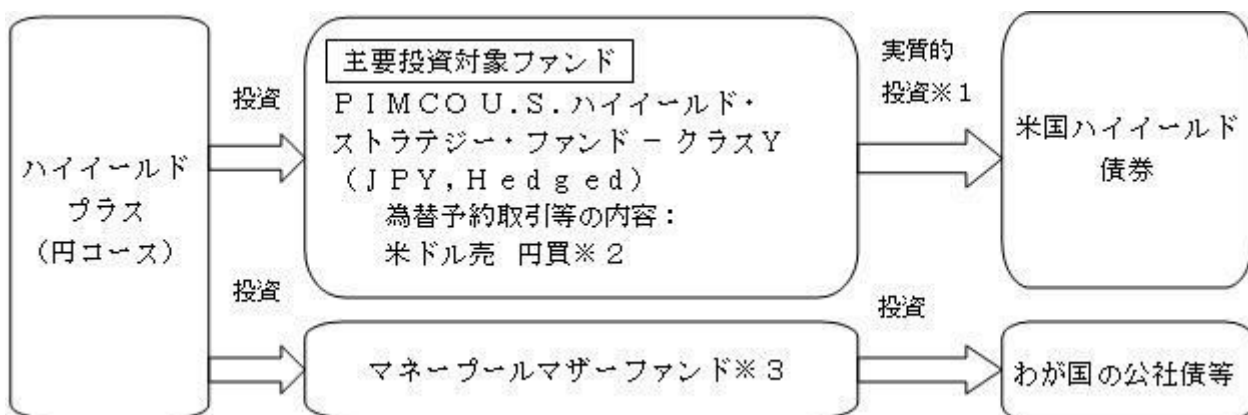 ハイイールド
プラス
(円コース)
投資
主要投資対象ファンド
PIMCO U.S.ハイイールド・
ストラテジー・ファンド － クラスY
(JPY,Hedged)
為替予約取引等の内容:
米ドル売 円買※2
実質的
投資※1
米国ハイイールド
債券
投資
マネープールマザーファンド※3
投資
わが国の公社債等